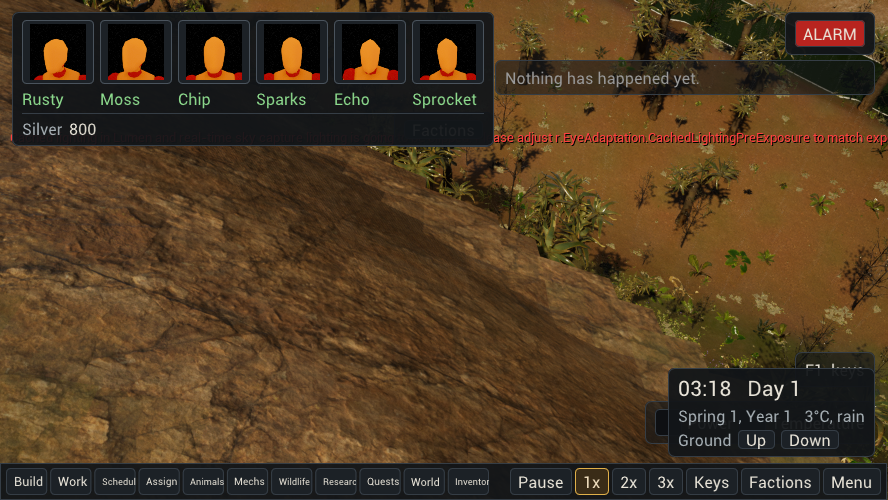 ALARM
Nothing has happened yet.
Rusty Moss Chip Sparks Echo Sprocket
Silver 800
Factions
ase adjust r.EyeAdaptation.CachedLightingPreExposure to match exp
F1 keys
03:18 Day 1
Spring 1, Year 1 3°C, rain
Ground Up Down
Build Work Schedul Assign Animals Mechs Wildlife Researc Quests World Inventor Pause 1x 2x 3x Keys Factions Menu